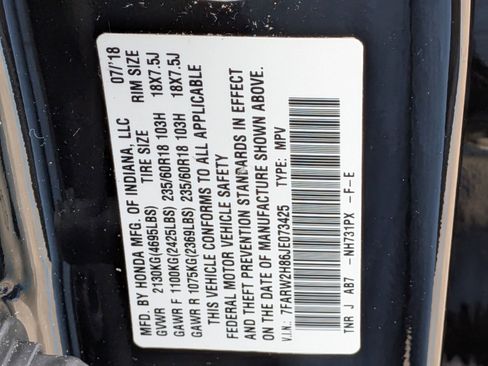 MFD. BY HONDA MFG. OF INDIANA, LLC 07/'18
TIRE SIZE RIM SIZE
GVWR 2130KG(4695LBS)
GAWR F 1100KG(2425LBS) 235/60R18 103H 18X7.5J
GAWR R 1075KG(2369LBS) 235/60R18 103H 18X7.5J
THIS VEHICLE CONFORMS TO ALL APPLICABLE
FEDERAL MOTOR VEHICLE SAFETY
AND THEFT PREVENTION STANDARDS IN EFFECT
ON THE DATE OF MANUFACTURE SHOWN ABOVE.
V.I.N.: 7FARW2H86JE073425 TYPE: MPV
TNR J AB7 -NH731PX -F-E